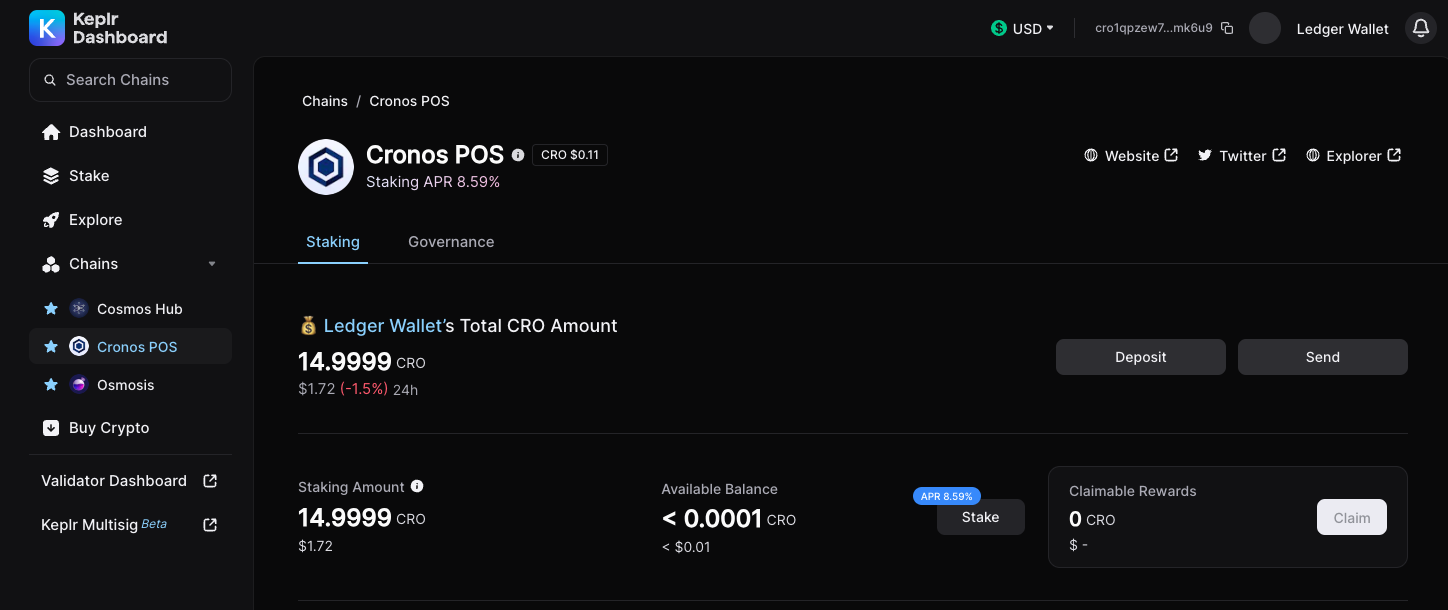 Keplr
Dashboard
USD
cro1qpzew7...mk6u9
Ledger Wallet
Search Chains
Dashboard
Stake
Explore
Chains
Cosmos Hub
Cronos POS
Osmosis
Buy Crypto
Validator Dashboard
Keplr Multisig Beta
Chains / Cronos POS
Cronos POS
CRO $0.11
Staking APR 8.59%
Website
Twitter
Explorer
Staking
Governance
Ledger Wallet's Total CRO Amount
14.9999 CRO
$1.72 (-1.5%) 24h
Deposit
Send
Staking Amount
14.9999 CRO
$1.72
Available Balance
< 0.0001 CRO
< $0.01
APR 8.59%
Stake
Claimable Rewards
0 CRO
$ -
Claim